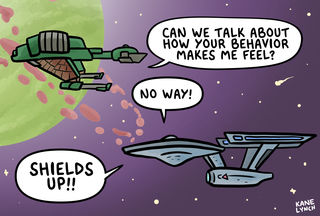 CAN WE TALK ABOUT
HOW YOUR BEHAVIOR
MAKES ME FEEL?
NO WAY!
SHIELDS
UP!!
KANE
LYNCH